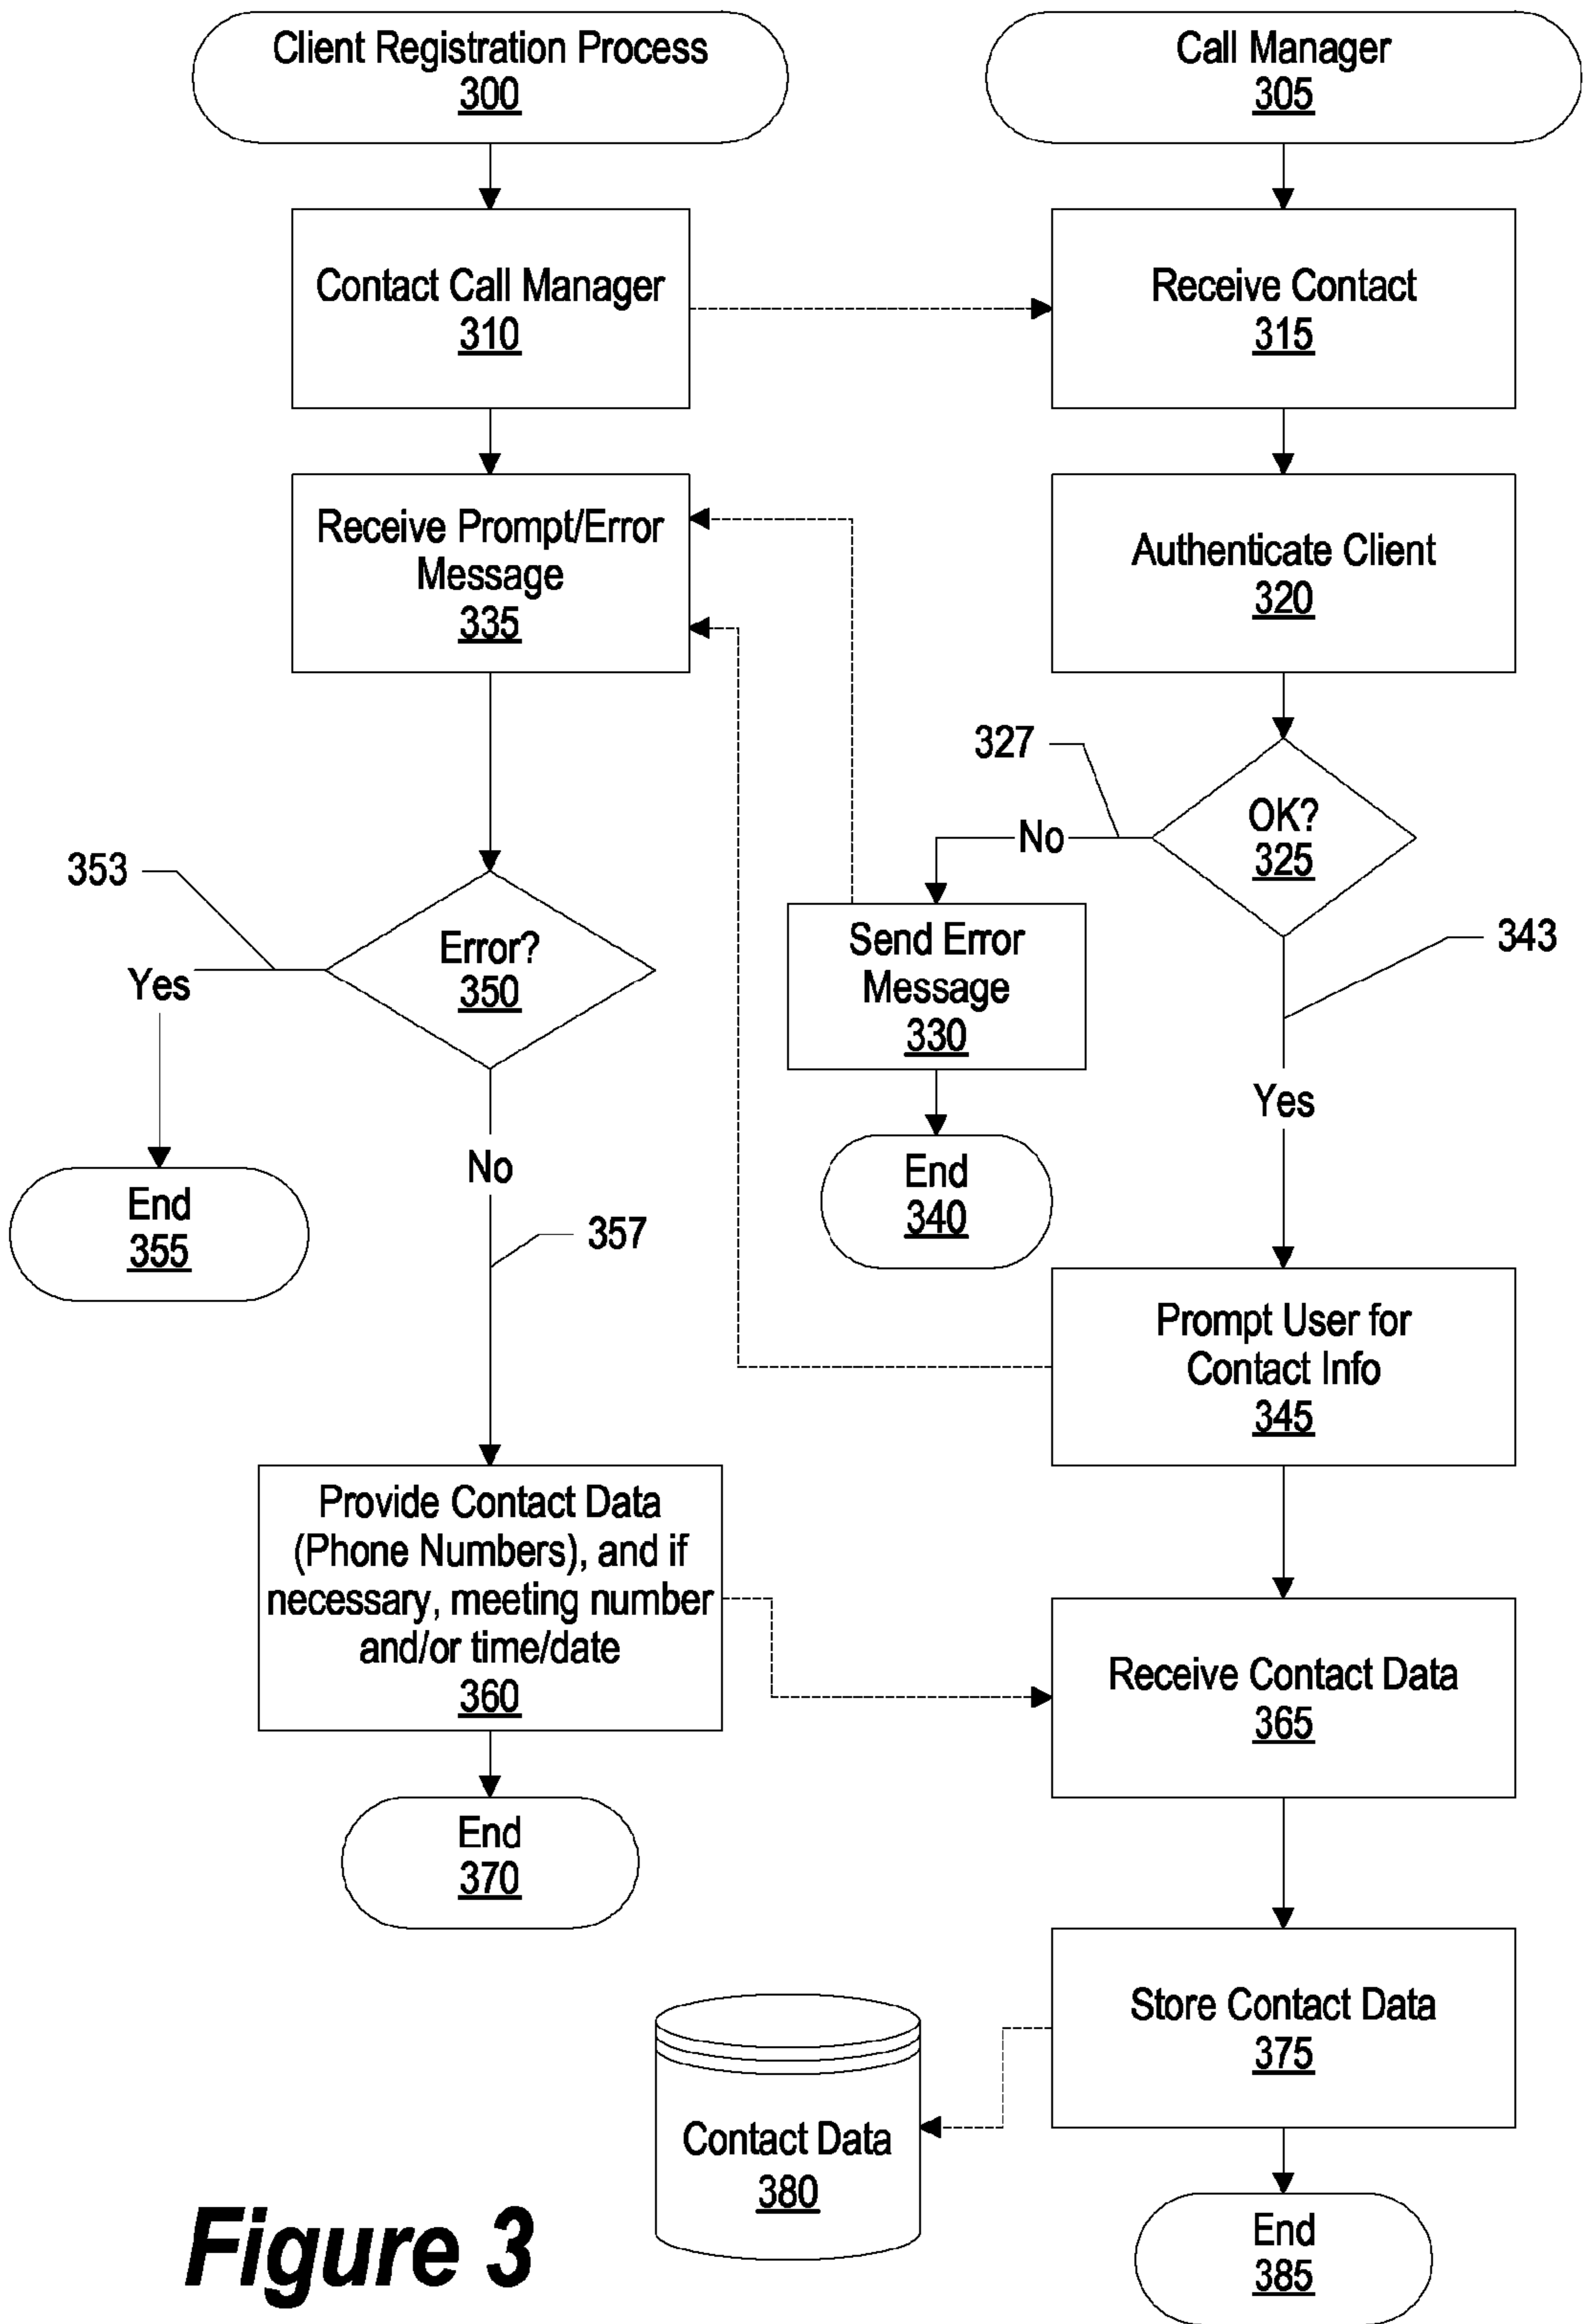 Client Registration Process
300
Call Manager
305
Contact Call Manager
310
Receive Contact
315
Receive Prompt/Error
Message
335
Authenticate Client
320
327
OK?
325
No
353
Error?
350
Yes
Send Error
Message
330
343
Yes
End
340
No
End
355
357
Prompt User for
Contact Info
345
Provide Contact Data
(Phone Numbers), and if
necessary, meeting number
and/or time/date
360
Receive Contact Data
365
End
370
Store Contact Data
375
Contact Data
380
End
385
Figure 3